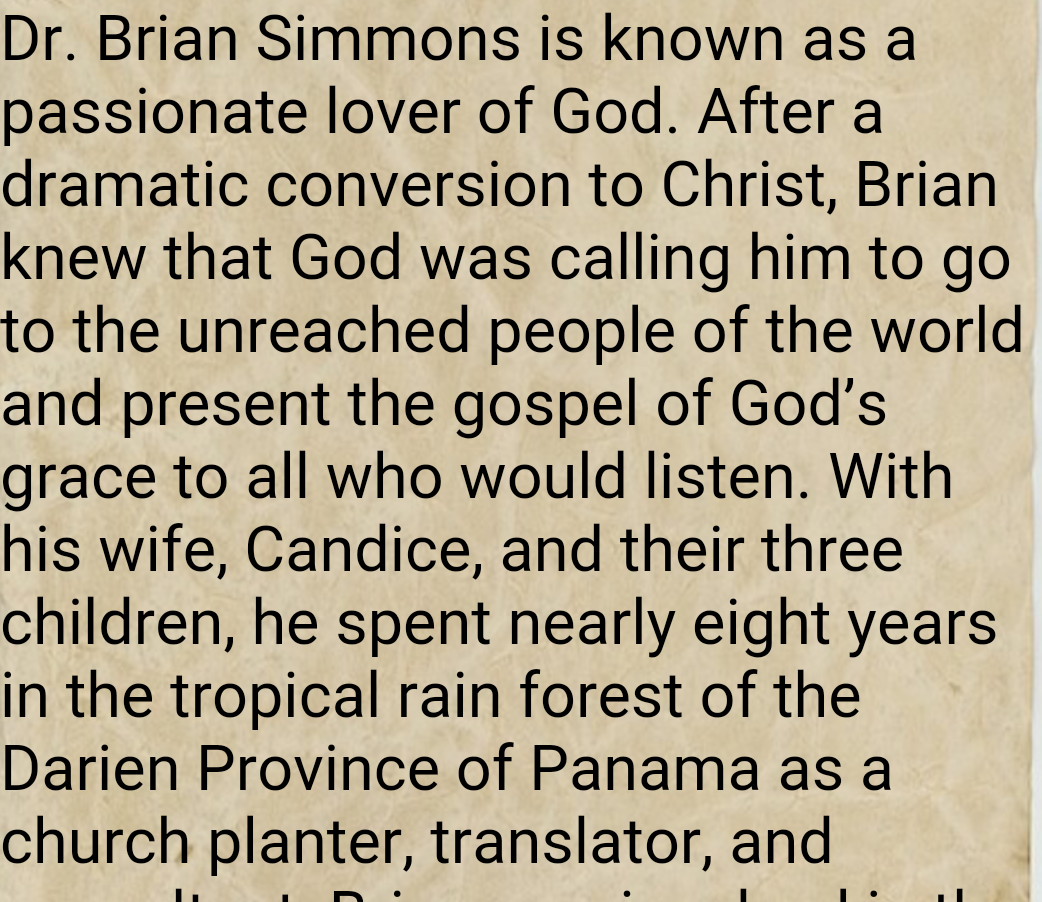 Dr. Brian Simmons is known as a
passionate lover of God. After a
dramatic conversion to Christ, Brian
knew that God was calling him to go
to the unreached people of the world
and present the gospel of God’s
grace to all who would listen. With
his wife, Candice, and their three
children, he spent nearly eight years
in the tropical rain forest of the
Darien Province of Panama as a
church planter, translator, and